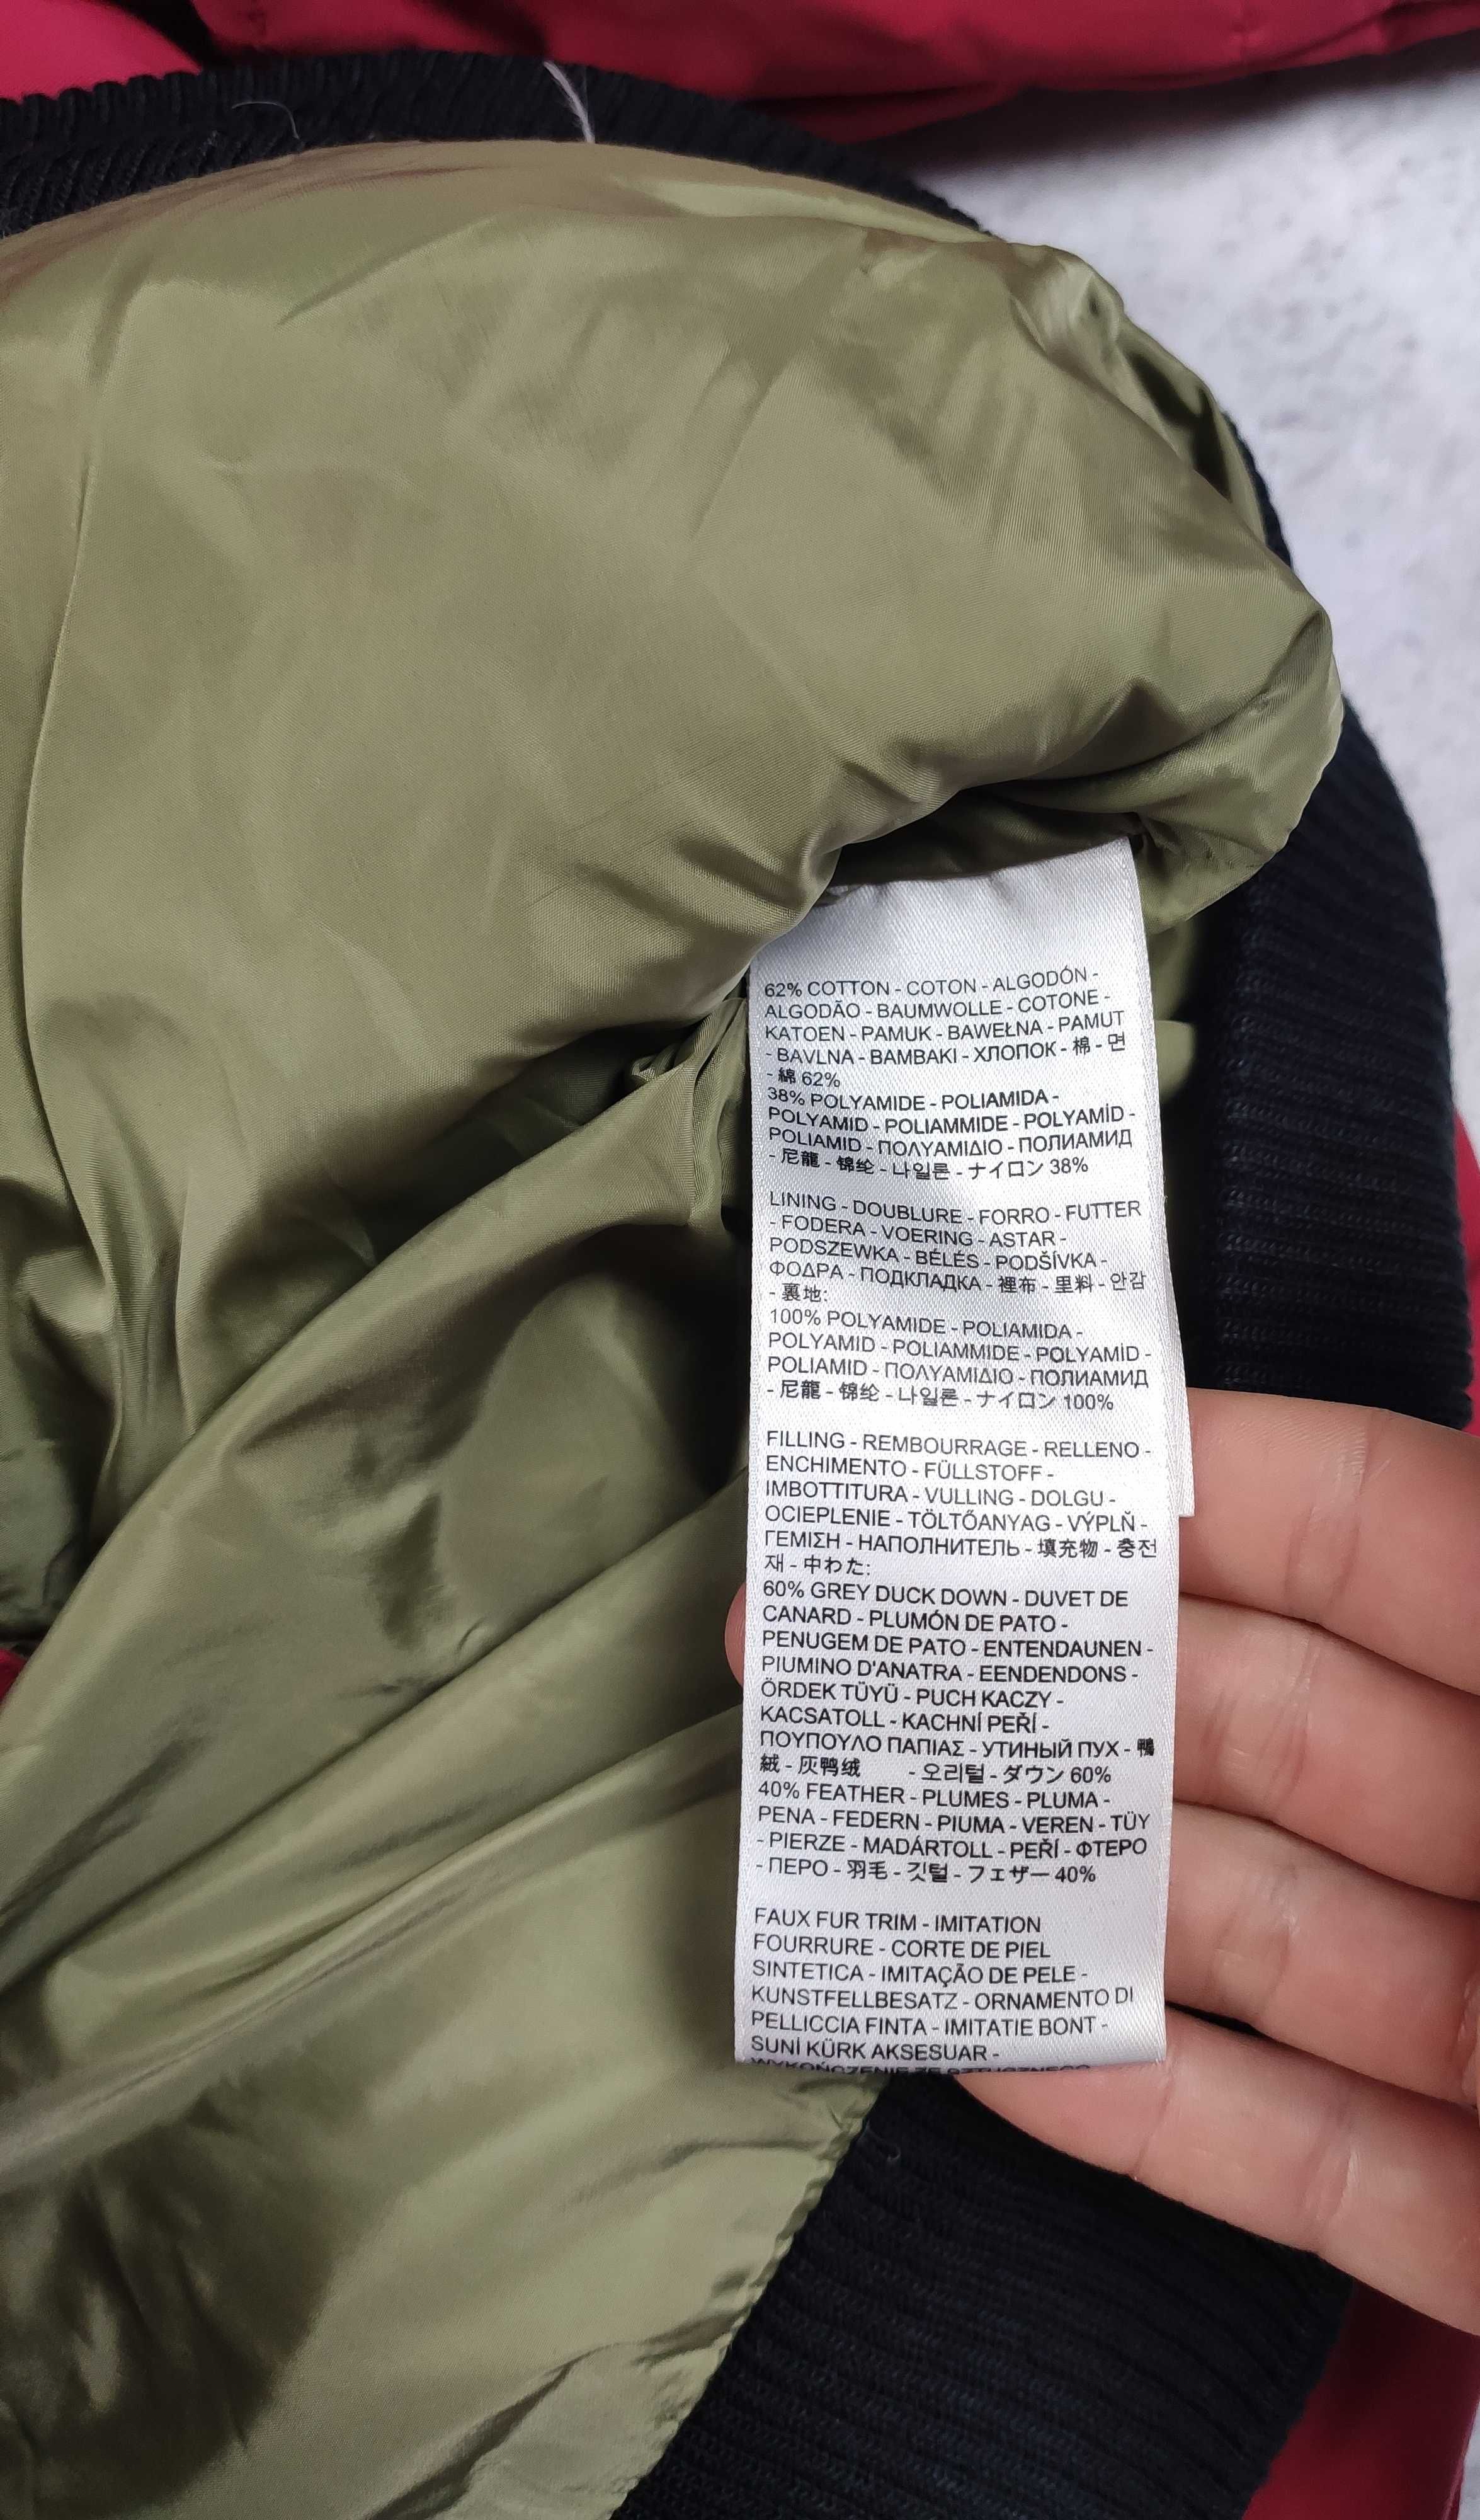 62% COTTON - COTON - ALGODÓN -
ALGODÃO - BAUMWOLLE - COTONE -
KATOEN - PAMUK - BAWEŁNA - PAMUT
- BAVLNA - BAMBAKI - ХЛОПОК - 棉 - 면
- 綿 62%
38% POLYAMIDE - POLIAMIDA -
POLYAMID - POLIAMMIDE - POLYAMİD -
POLIAMID - ΠΟΛΥΑΜΙΔΙΟ - ПОЛИАМИД
- 尼龍 - 锦纶 - 나일론 - ナイロン 38%
LINING - DOUBLURE - FORRO - FUTTER
- FODERA - VOERING - ASTAR -
PODSZEWKA - BÉLÉS - PODŠÍVKA -
ΦΟΔΡΑ - ПОДКЛАДКА - 裡布 - 里料 - 안감
- 裏地:
100% POLYAMIDE - POLIAMIDA -
POLYAMID - POLIAMMIDE - POLYAMİD -
POLIAMID - ΠΟΛΥΑΜΙΔΙΟ - ПОЛИАМИД
- 尼龍 - 锦纶 - 나일론 - ナイロン 100%
FILLING - REMBOURRAGE - RELLENO -
ENCHIMENTO - FÜLLSTOFF -
IMBOTTITURA - VULLING - DOLGU -
OCIEPLENIE - TÖLTŐANYAG - VÝPLŇ -
ΓΕΜΙΣΗ - НАПОЛНИТЕЛЬ - 填充物 - 충전
재 - 中わた:
60% GREY DUCK DOWN - DUVET DE
CANARD - PLUMÓN DE PATO -
PENUGEM DE PATO - ENTENDAUNEN -
PIUMINO D'ANATRA - EENDENDONS -
ÖRDEK TÜYÜ - PUCH KACZY -
KACSATOLL - KACHNÍ PEŘÍ -
ΠΟΥΠΟΥΛΟ ΠΑΠΙΑΣ - УТИНЫЙ ПУХ - 鴨
絨 - 灰鸭绒 - 오리털 - ダウン 60%
40% FEATHER - PLUMES - PLUMA -
PENA - FEDERN - PIUMA - VEREN - TÜY
- PIERZE - MADÁRTOLL - PEŘÍ - ΦΤΕΡΟ
- ПЕРО - 羽毛 - 깃털 - フェザー 40%
FAUX FUR TRIM - IMITATION
FOURRURE - CORTE DE PIEL
SINTETICA - IMITAÇÃO DE PELE -
KUNSTFELLBESATZ - ORNAMENTO DI
PELLICCIA FINTA - IMITATIE BONT -
SUNİ KÜRK AKSESUAR -